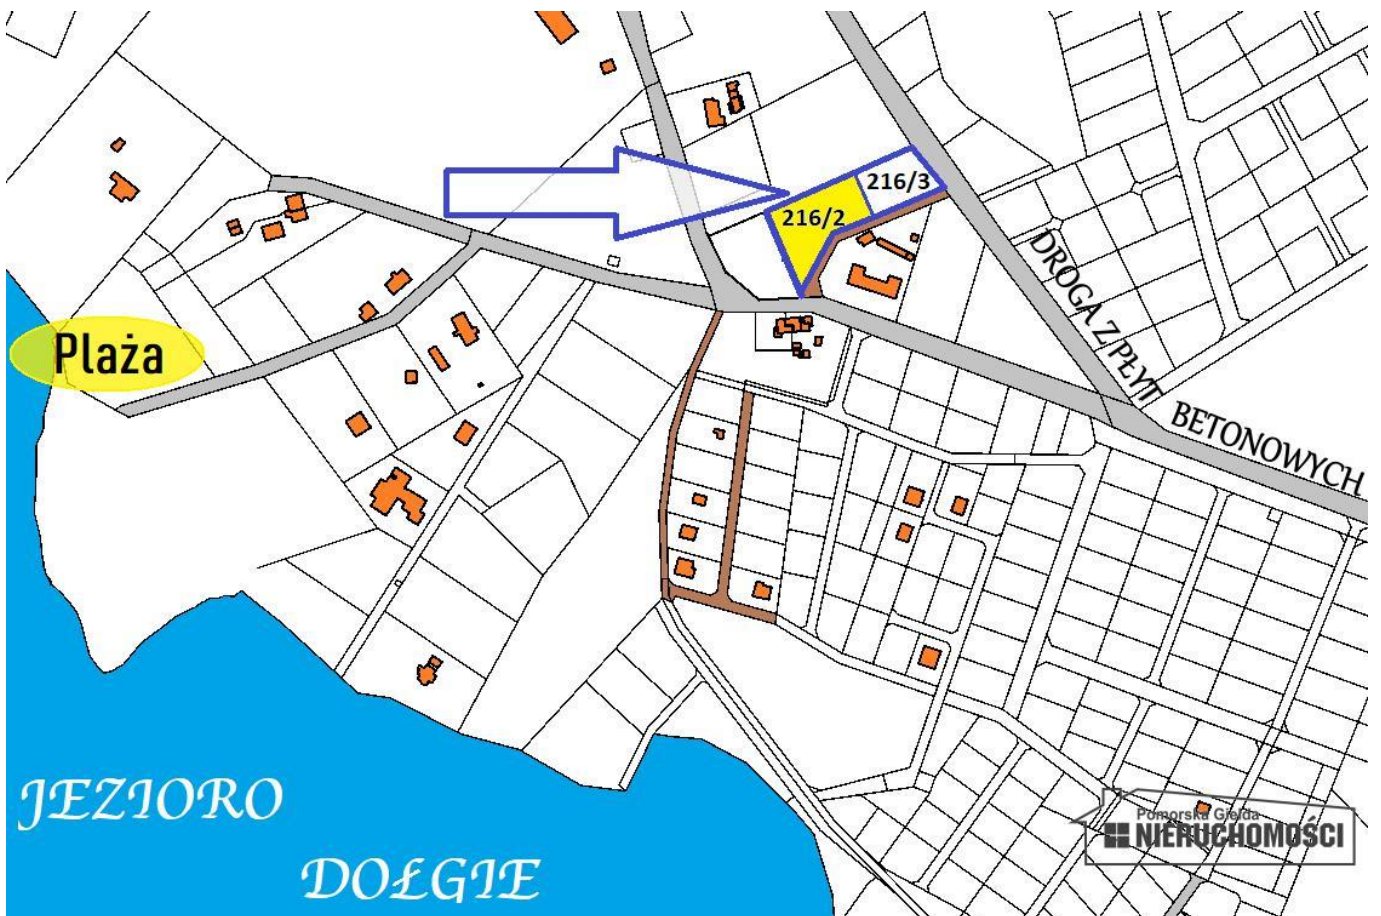 216/3
216/2
DROGA Z PŁYT
BETONOWYCH
Plaża
JEZIORO
DOŁGIE
Pomorska Giełda
NIERUCHOMOŚCI